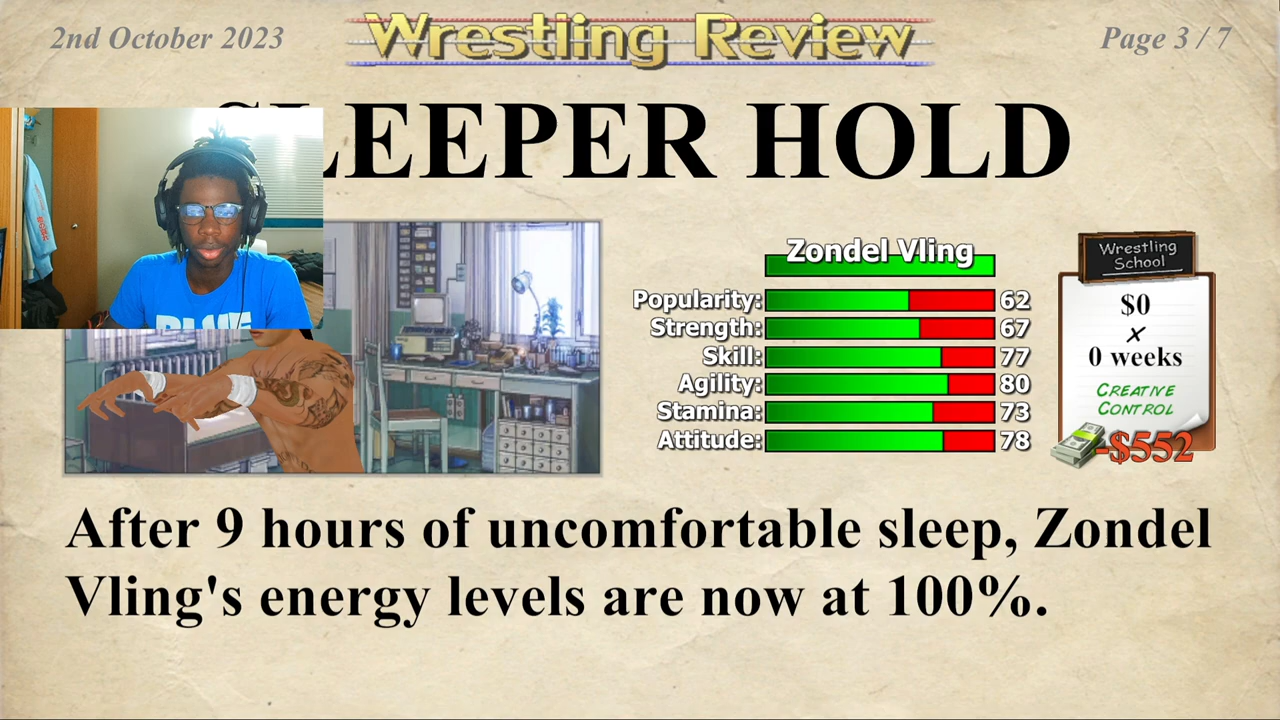 2nd October 2023
Wrestling Review
Page 3 / 7
SLEEPER HOLD
Zondel Vling
Popularity: 62
Strength: 67
Skill: 77
Agility: 80
Stamina: 73
Attitude: 78
Wrestling
School
$0
x
0 weeks
CREATIVE
CONTROL
-$552
After 9 hours of uncomfortable sleep, Zondel
Vling's energy levels are now at 100%.